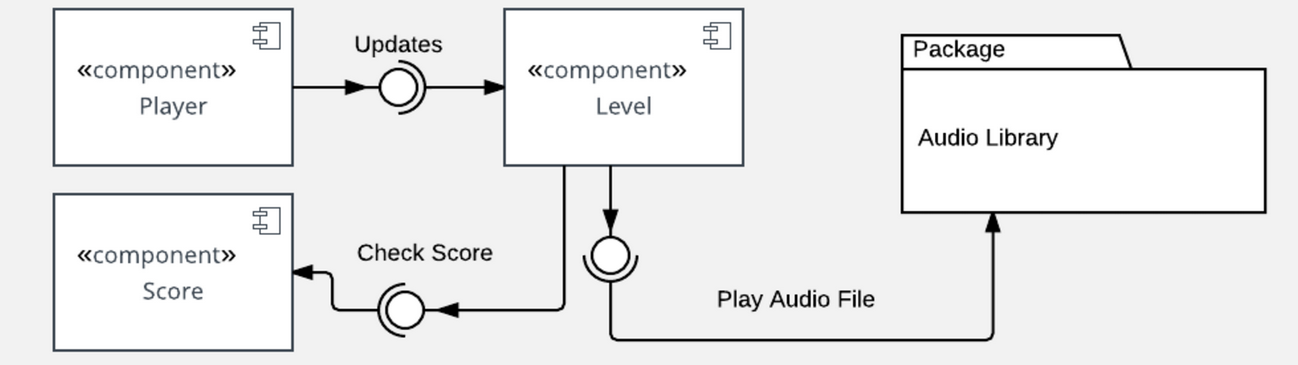 «component»
Player
Updates
«component»
Level
Package
Audio Library
«component»
Score
Check Score
Play Audio File